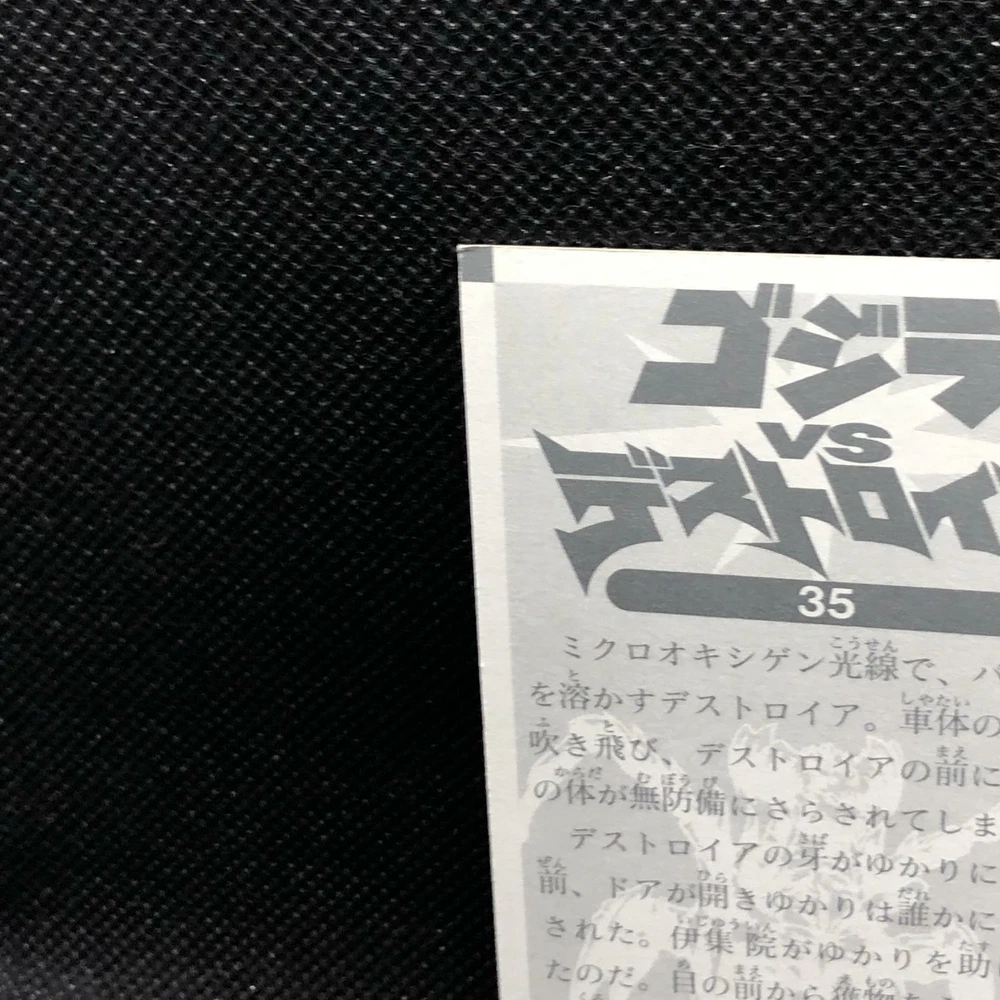 ゴジラ
VS
デストロイ
35
ミクロオキシゲン光線で、パ
を溶かすデストロイア。車体の
吹き飛び、デストロイアの前に
の体が無防備にさらされてしま
デストロイアの牙がゆかりに
前、ドアが開きゆかりは誰かに
された。伊集院がゆかりを助
たのだ。目の前から獲物